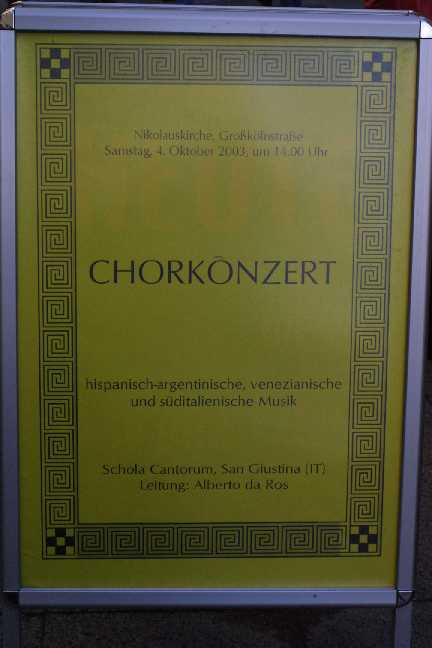 Nikolauskirche, Großkölnstraße
Samstag, 4. Oktober 2003, um 14.00 Uhr
CHORKONZERT
hispanisch-argentinische, venezianische
und süditalienische Musik
Schola Cantorum, San Giustina (IT)
Leitung: Alberto da Ros